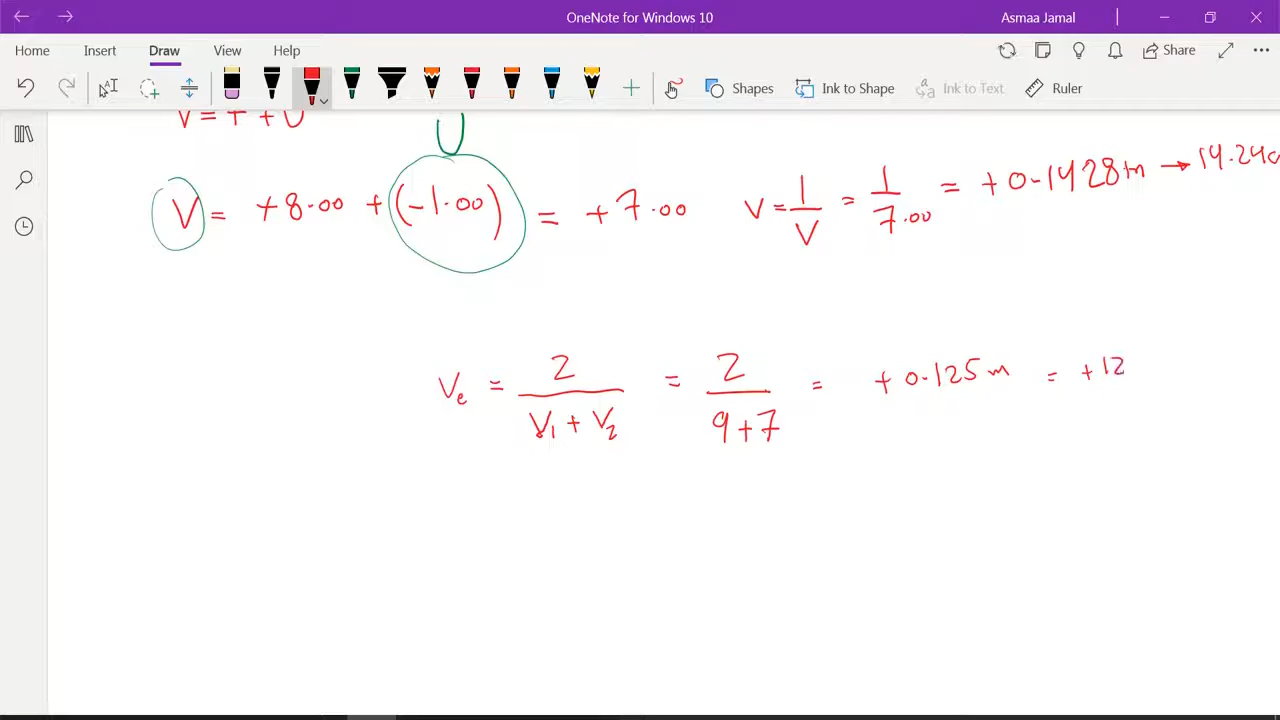 OneNote for Windows 10
Asmaa Jamal
Home Insert Draw View Help
Share
Shapes Ink to Shape Ink to Text Ruler
V = F + U
U
V = +8.00 + (-1.00) = +7.00
v = 1/V = 1/7.00 = +0.1428m → 14.24c
Ve = 2/(V1 + V2) = 2/(9+7) = +0.125m = +12